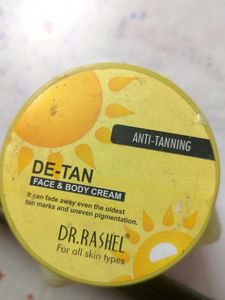 ANTI-TANNING
DE-TAN
FACE & BODY CREAM
It can fade away even the oldest
tan marks and uneven pigmentation.
DR.RASHEL®
For all skin types